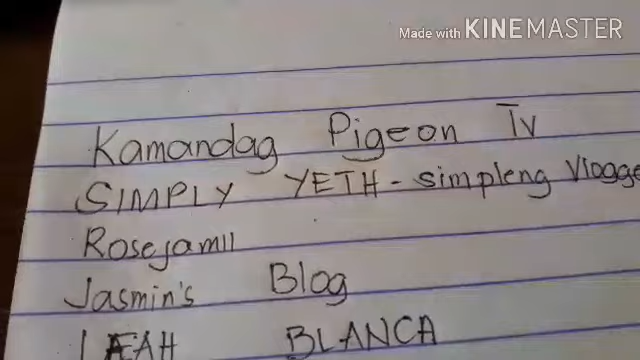 Made with KINEMASTER
Kamandag Pigeon Tv
SIMPLY YETH - simpleng Vlogge
Rosejamil
Jasmin's Blog
LEAH BLANCA